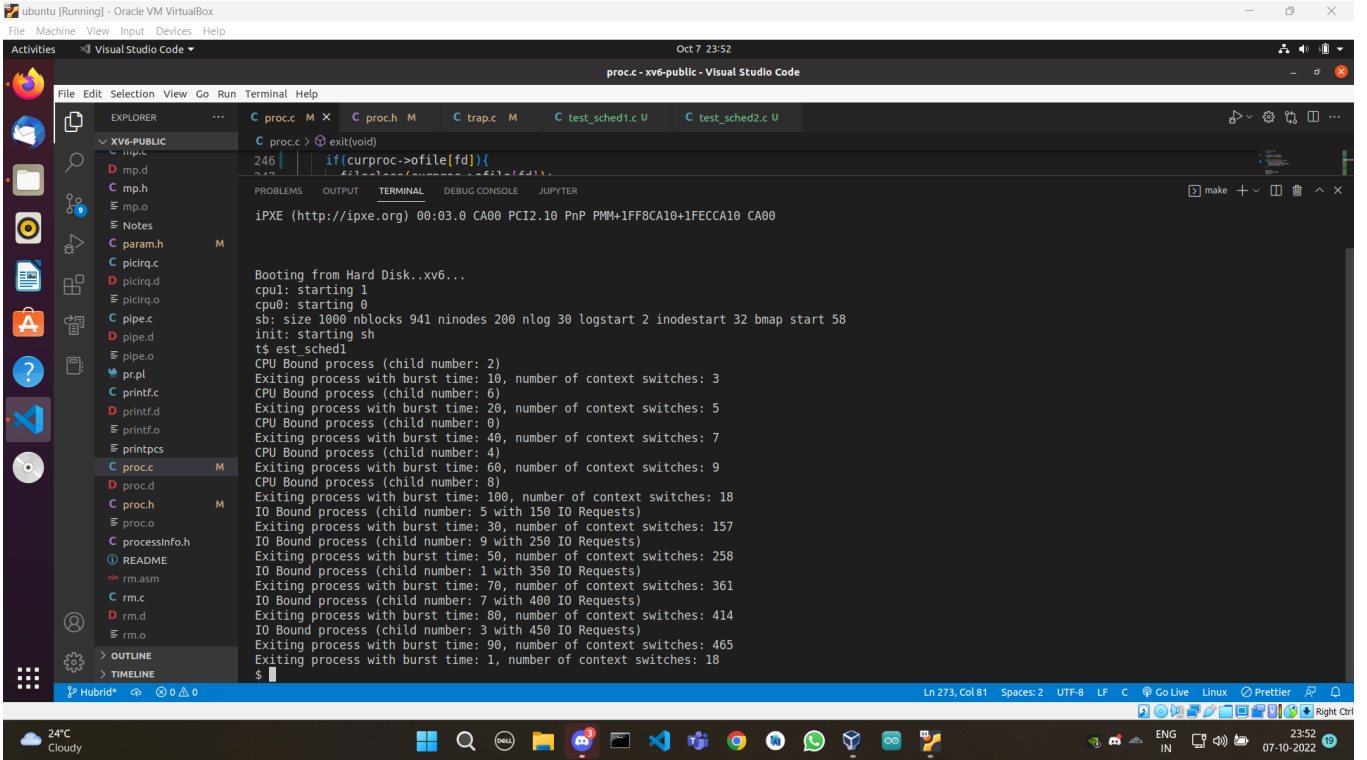 ubuntu [Running] - Oracle VM VirtualBox
File Machine View Input Devices Help
Activities Visual Studio Code Oct 7 23:52
proc.c - xv6-public - Visual Studio Code
File Edit Selection View Go Run Terminal Help
EXPLORER
XV6-PUBLIC
mp.c
D mp.d
C mp.h
mp.o
Notes
C param.h M
C picirq.c
D picirq.d
picirq.o
C pipe.c
D pipe.d
pipe.o
pr.pl
C printf.c
D printf.d
printf.o
printpcs
C proc.c M
D proc.d
C proc.h M
proc.o
C processInfo.h
README
ASM rm.asm
C rm.c
D rm.d
rm.o
OUTLINE
TIMELINE
9
C proc.c M C proc.h M C trap.c M C test_sched1.c U C test_sched2.c U
C proc.c > exit(void)
246 if(curproc->ofile[fd]){
247 fileclose(curproc->ofile[fd]);
PROBLEMS OUTPUT TERMINAL DEBUG CONSOLE JUPYTER
make
iPXE (http://ipxe.org) 00:03.0 CA00 PCI2.10 PnP PMM+1FF8CA10+1FECCA10 CA00
Booting from Hard Disk..xv6...
cpu1: starting 1
cpu0: starting 0
sb: size 1000 nblocks 941 ninodes 200 nlog 30 logstart 2 inodestart 32 bmap start 58
init: starting sh
t$ est_sched1
CPU Bound process (child number: 2)
Exiting process with burst time: 10, number of context switches: 3
CPU Bound process (child number: 6)
Exiting process with burst time: 20, number of context switches: 5
CPU Bound process (child number: 0)
Exiting process with burst time: 40, number of context switches: 7
CPU Bound process (child number: 4)
Exiting process with burst time: 60, number of context switches: 9
CPU Bound process (child number: 8)
Exiting process with burst time: 100, number of context switches: 18
IO Bound process (child number: 5 with 150 IO Requests)
Exiting process with burst time: 30, number of context switches: 157
IO Bound process (child number: 9 with 250 IO Requests)
Exiting process with burst time: 50, number of context switches: 258
IO Bound process (child number: 1 with 350 IO Requests)
Exiting process with burst time: 70, number of context switches: 361
IO Bound process (child number: 7 with 400 IO Requests)
Exiting process with burst time: 80, number of context switches: 414
IO Bound process (child number: 3 with 450 IO Requests)
Exiting process with burst time: 90, number of context switches: 465
Exiting process with burst time: 1, number of context switches: 18
$
Hubrid* 0 0 Ln 273, Col 81 Spaces: 2 UTF-8 LF C Go Live Linux Prettier
Right Ctrl
24°C
Cloudy
DELL
3
ENG
IN
23:52
07-10-2022
19